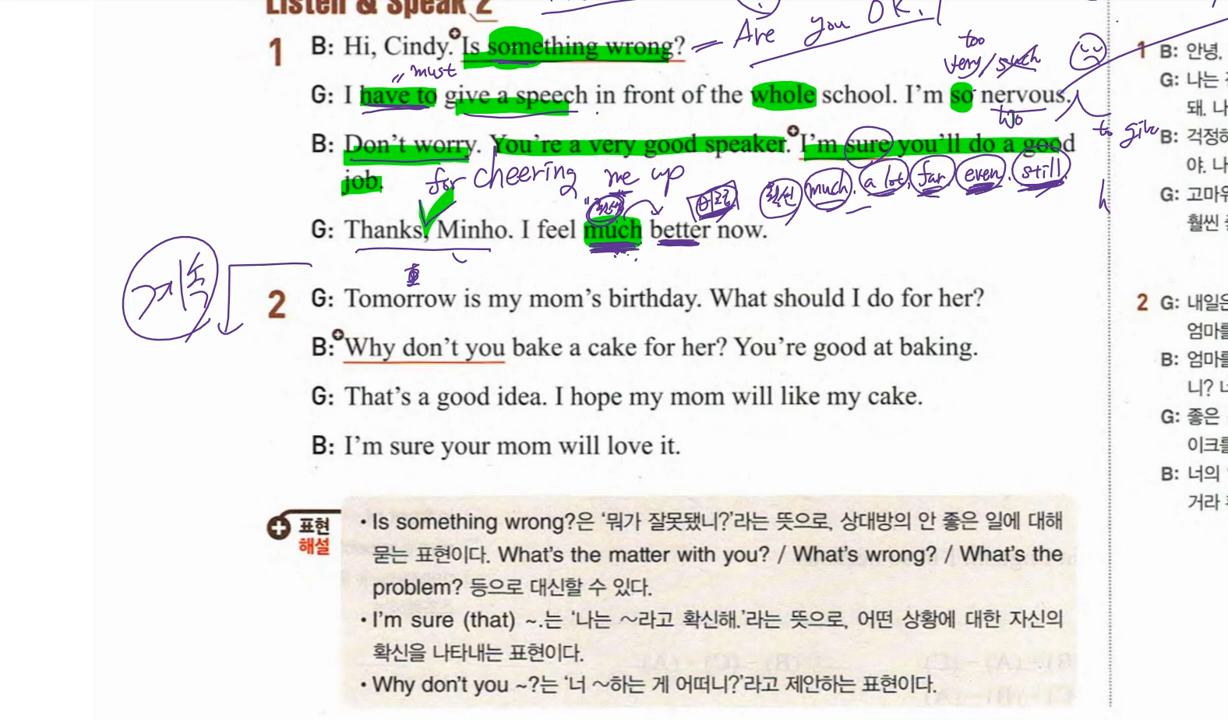 Listen & Speak 2
Are you OK?
1 B: Hi, Cindy. Is something wrong?
must
too
very/such
G: I have to give a speech in front of the whole school. I'm so nervous.
to give
B: Don't worry. You're a very good speaker. I'm sure you'll do a good
job.
for cheering me up
훨씬 much, a lot, far, even, still
G: Thanks, Minho. I feel much better now.
계속
2 G: Tomorrow is my mom's birthday. What should I do for her?
B: Why don't you bake a cake for her? You're good at baking.
G: That's a good idea. I hope my mom will like my cake.
B: I'm sure your mom will love it.
표현
해설
• Is something wrong?은 '뭐가 잘못됐니?'라는 뜻으로, 상대방의 안 좋은 일에 대해
묻는 표현이다. What's the matter with you? / What's wrong? / What's the
problem? 등으로 대신할 수 있다.
• I'm sure (that) ~.는 '나는 ~라고 확신해.'라는 뜻으로, 어떤 상황에 대한 자신의
확신을 나타내는 표현이다.
• Why don't you ~?는 '너 ~하는 게 어떠니?'라고 제안하는 표현이다.
1 B: 안녕,
G: 나는
돼. 나
B: 걱정하
야. 나
G: 고마워
훨씬
2 G: 내일은
엄마를
B: 엄마를
니? 너
G: 좋은
이크를
B: 너의
거라